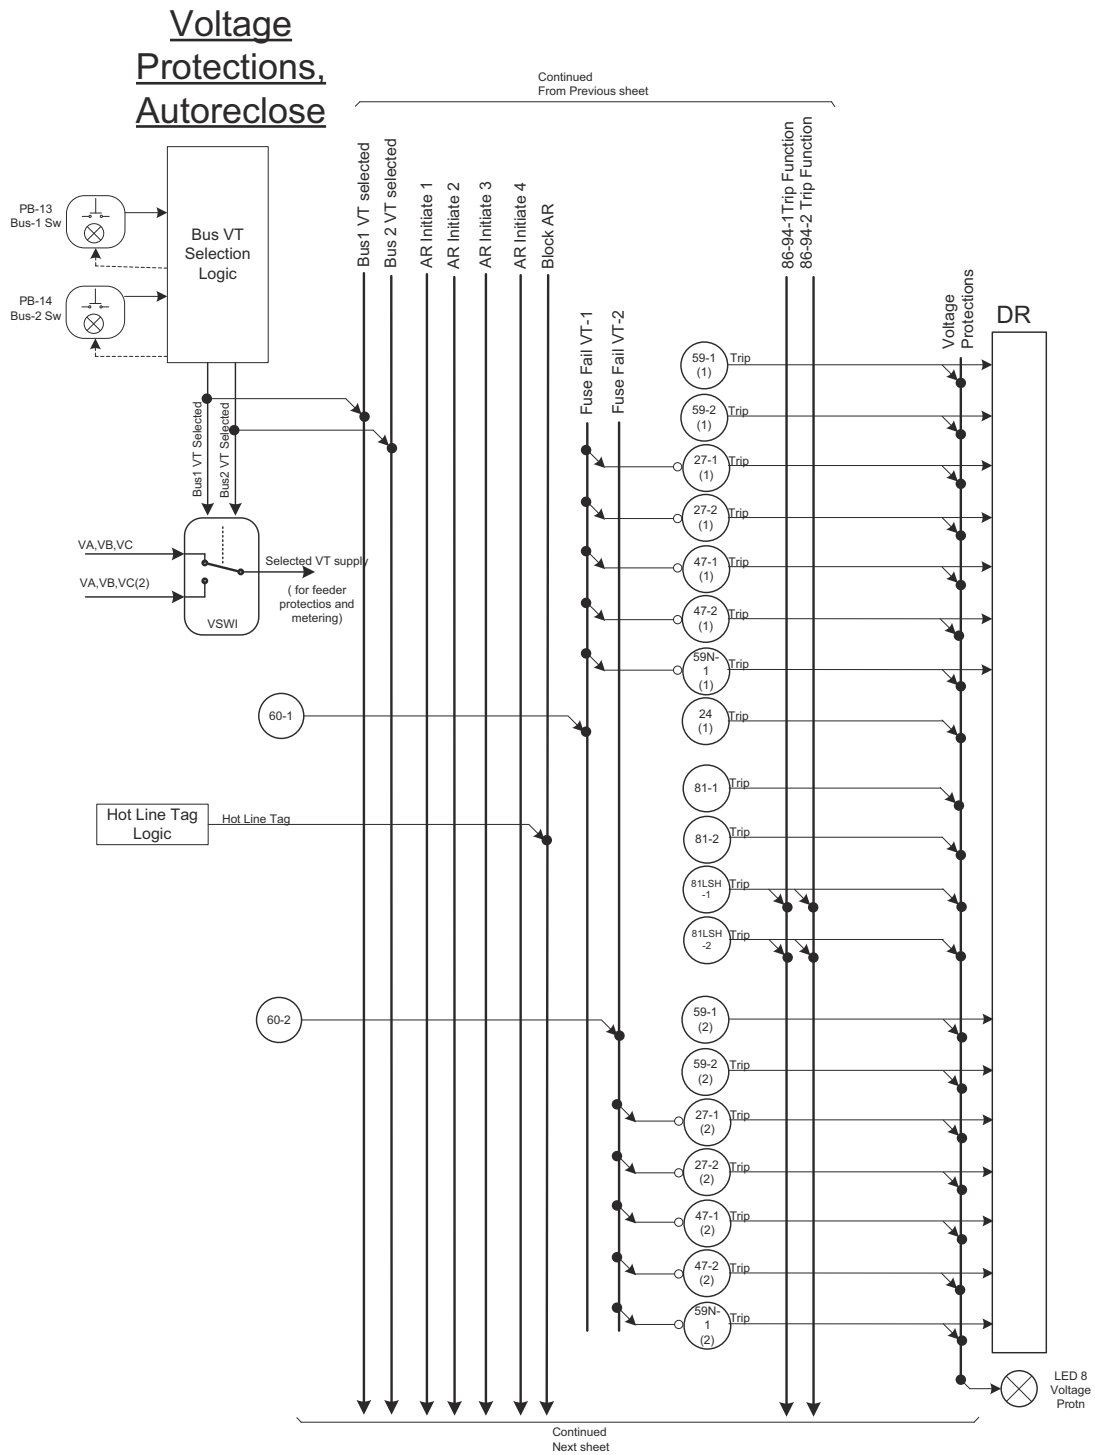 Voltage
Protections,
Autoreclose
Continued
From Previous sheet
PB-13
Bus-1 Sw
PB-14
Bus-2 Sw
Bus VT
Selection
Logic
Bus1 VT Selected
Bus2 VT Selected
VA,VB,VC
VA,VB,VC(2)
VSWI
Selected VT supply
( for feeder
protectios and
metering)
Bus1 VT selected
Bus 2 VT selected
AR Initiate 1
AR Initiate 2
AR Initiate 3
AR Initiate 4
Block AR
Fuse Fail VT-1
Fuse Fail VT-2
86-94-1Trip Function
86-94-2 Trip Function
Voltage
Protections
DR
60-1
Hot Line Tag
Logic
Hot Line Tag
60-2
59-1
(1)
Trip
59-2
(1)
Trip
27-1
(1)
Trip
27-2
(1)
Trip
47-1
(1)
Trip
47-2
(1)
Trip
59N-
1
(1)
Trip
24
(1)
Trip
81-1
Trip
81-2
Trip
81LSH
-1
Trip
81LSH
-2
Trip
59-1
(2)
59-2
(2)
Trip
27-1
(2)
Trip
27-2
(2)
Trip
47-1
(2)
Trip
47-2
(2)
Trip
59N-
1
(2)
Trip
LED 8
Voltage
Protn
Continued
Next sheet